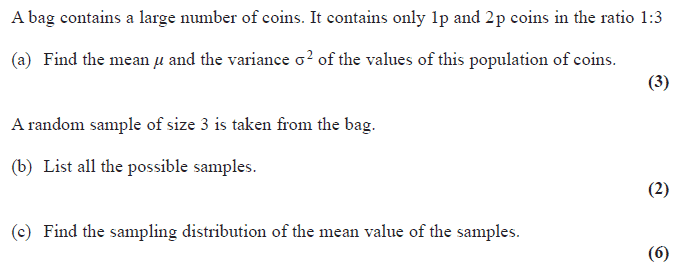 A bag contains a large number of coins. It contains only 1p and 2p coins in the ratio 1:3
(a) Find the mean μ and the variance σ² of the values of this population of coins.
(3)
A random sample of size 3 is taken from the bag.
(b) List all the possible samples.
(2)
(c) Find the sampling distribution of the mean value of the samples.
(6)